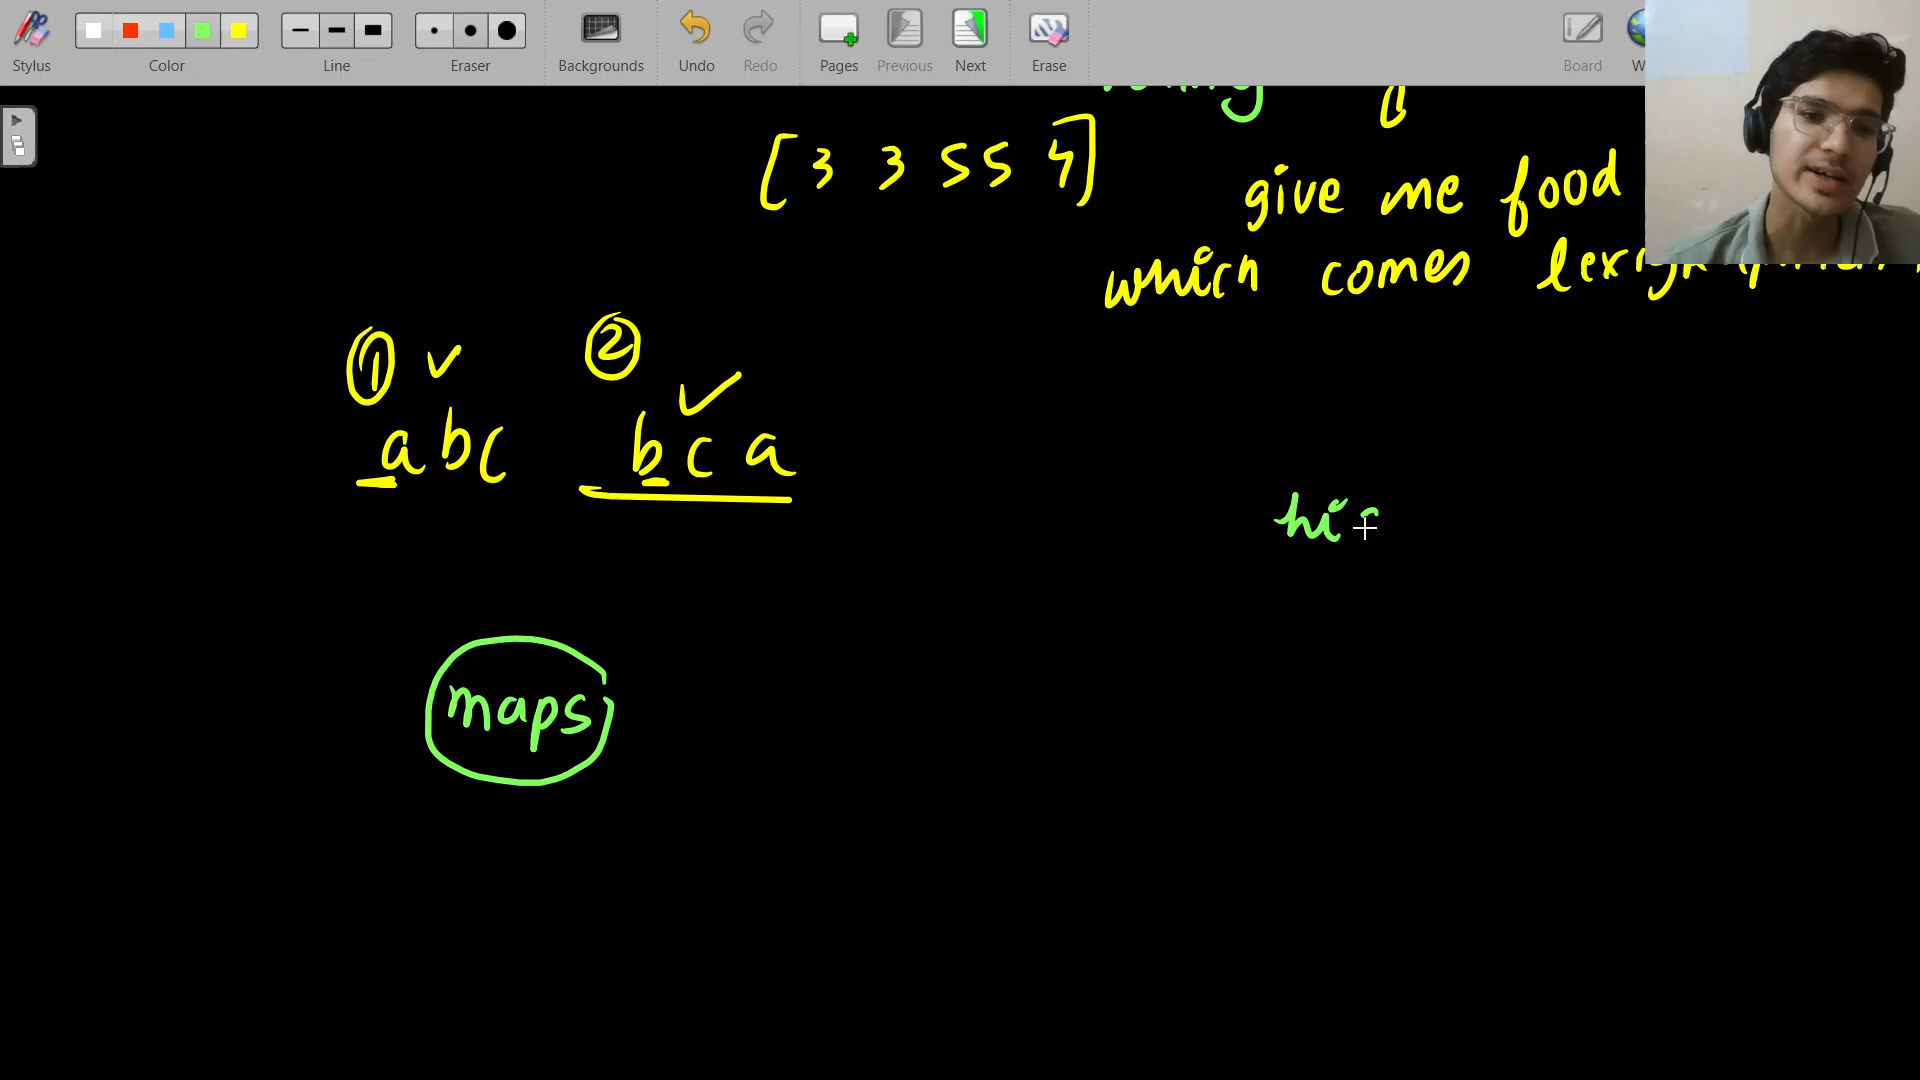 Stylus Color Line Eraser Backgrounds Undo Redo Pages Previous Next Erase Board
[3 3 5 5 4]
give me food
which comes
① ✓ ②
✓
abc bca
hi
maps